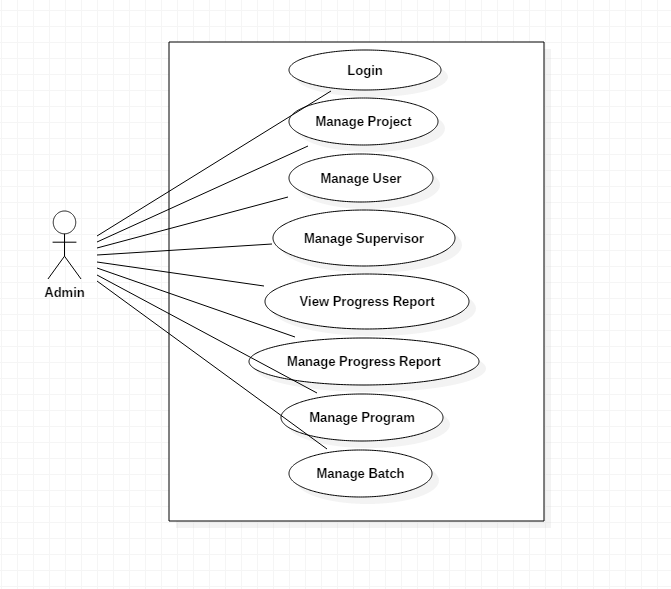 Login
Manage Project
Manage User
Manage Supervisor
View Progress Report
Admin
Manage Progress Report
Manage Program
Manage Batch